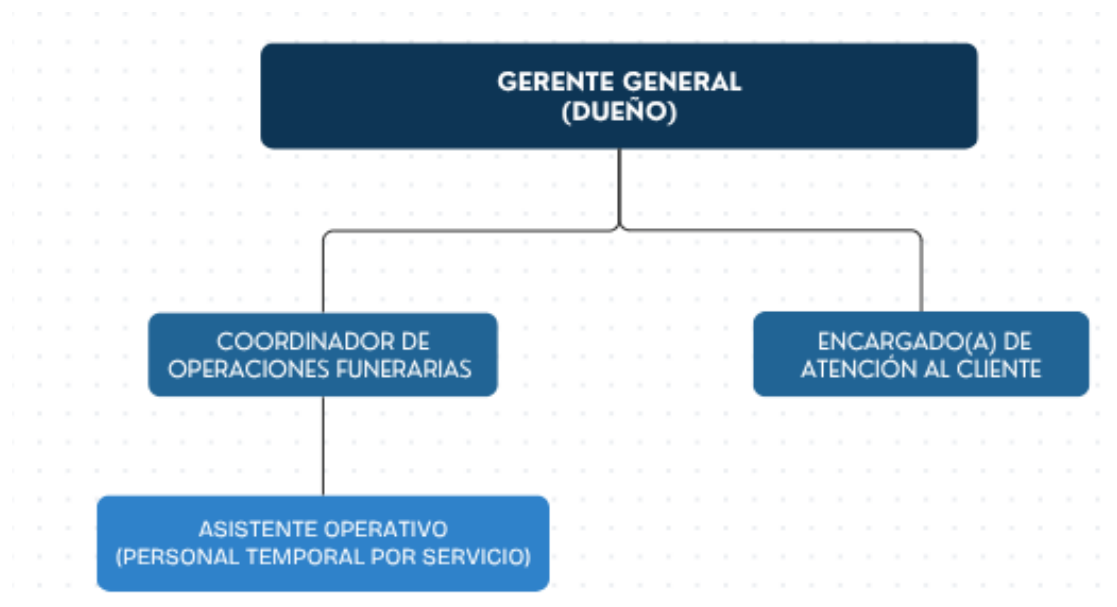 GERENTE GENERAL
(DUEÑO)
COORDINADOR DE
OPERACIONES FUNERARIAS
ENCARGADO(A) DE
ATENCIÓN AL CLIENTE
ASISTENTE OPERATIVO
(PERSONAL TEMPORAL POR SERVICIO)